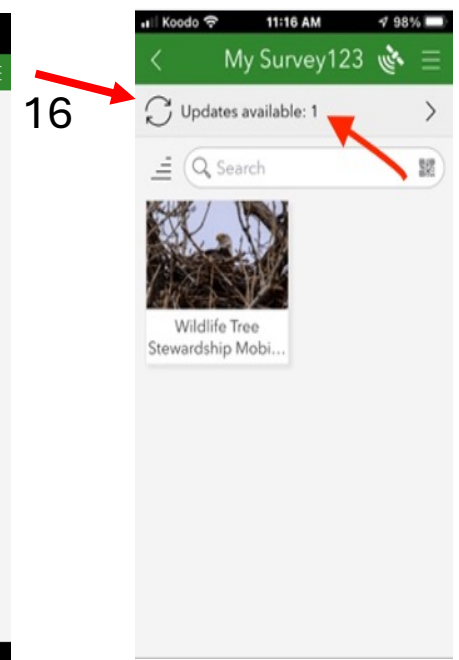 Koodo 11:16 AM 98%
My Survey123
16
Updates available: 1
Search
Wildlife Tree
Stewardship Mobi...